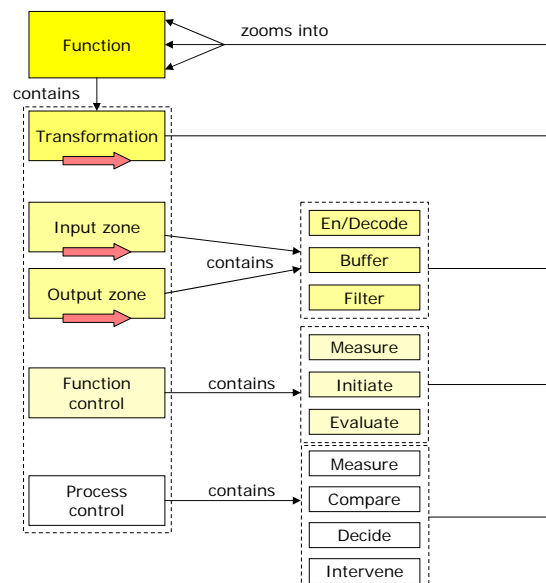 zooms into
Function
contains
Transformation
Input zone
En/Decode
contains
Buffer
Output zone
Filter
Measure
Function
control
contains
Initiate
Evaluate
Measure
Process
control
contains
Compare
Decide
Intervene